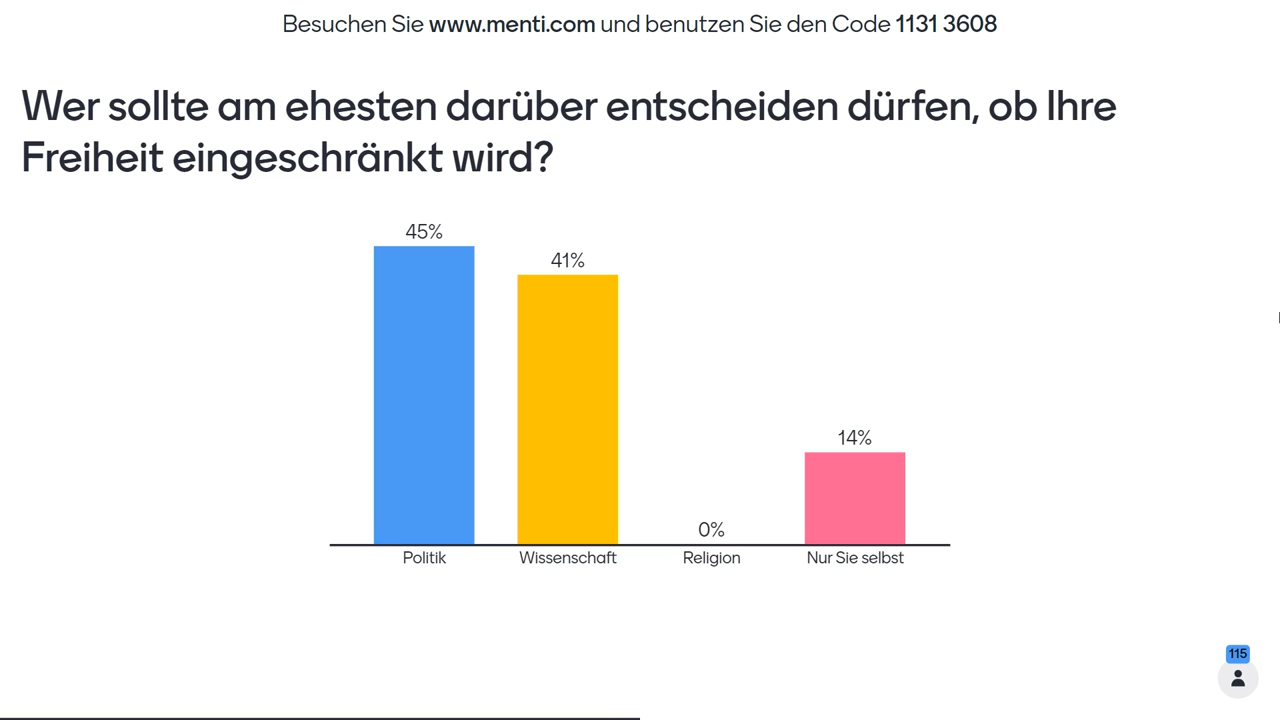 Besuchen Sie www.menti.com und benutzen Sie den Code 1131 3608
Wer sollte am ehesten darüber entscheiden dürfen, ob Ihre
Freiheit eingeschränkt wird?
45%
41%
0%
14%
Politik
Wissenschaft
Religion
Nur Sie selbst
115